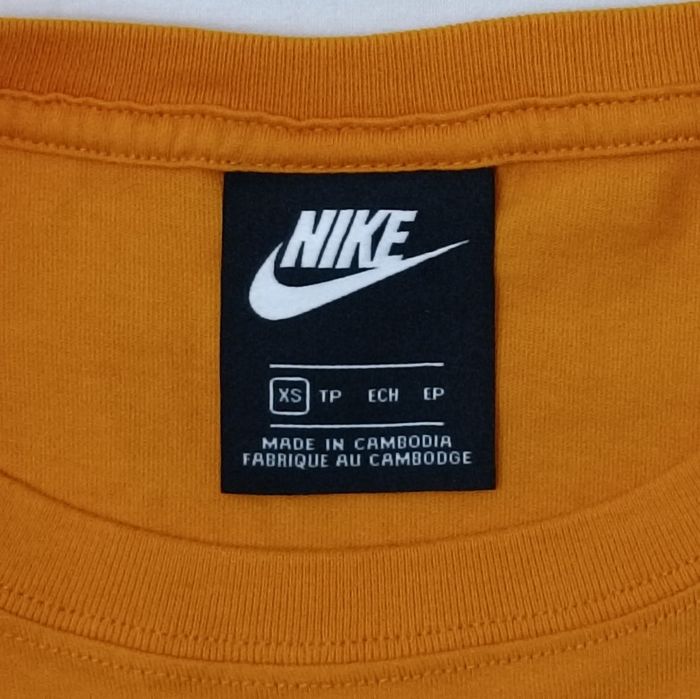 NIKE
XS TP ECH EP
MADE IN CAMBODIA
FABRIQUE AU CAMBODGE